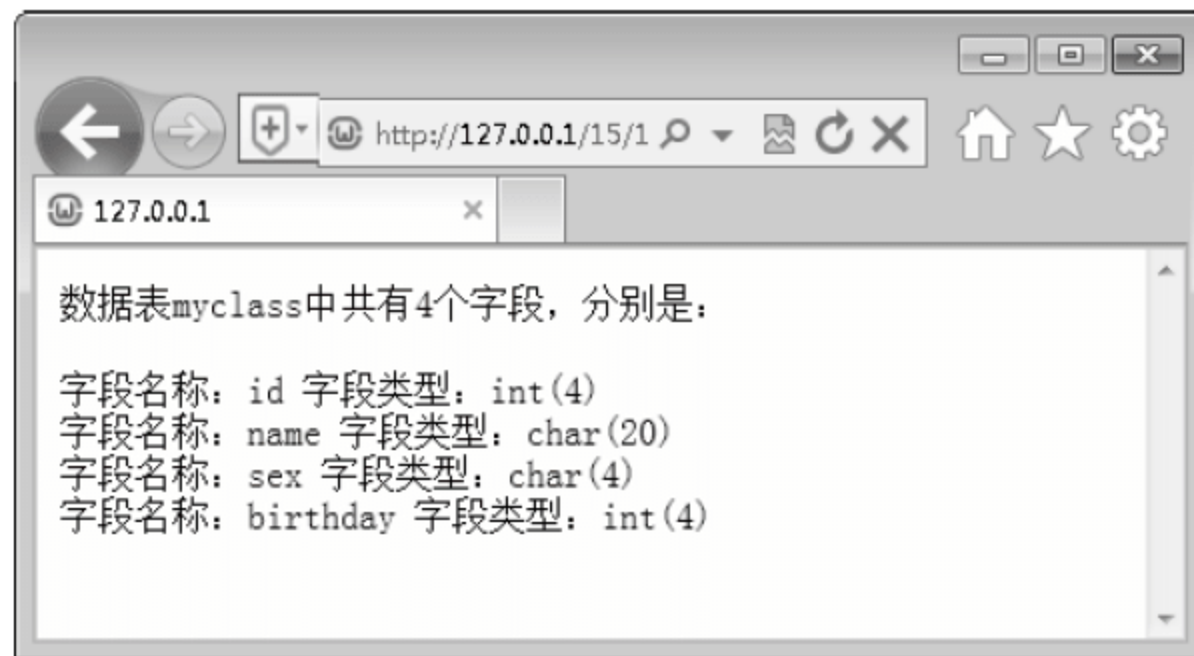 http://127.0.0.1/15/1
127.0.0.1
数据表myclass中共有4个字段，分别是：
字段名称：id 字段类型：int(4)
字段名称：name 字段类型：char(20)
字段名称：sex 字段类型：char(4)
字段名称：birthday 字段类型：int(4)